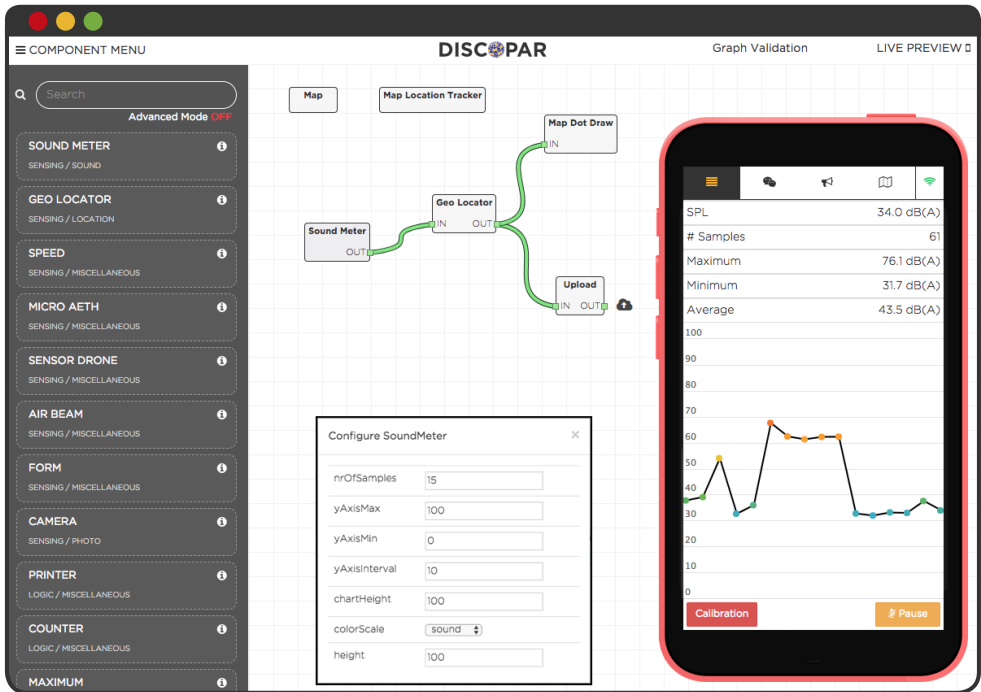 COMPONENT MENU
DISCOPAR
Graph Validation
LIVE PREVIEW
Search
Advanced Mode OFF
SOUND METER
SENSING / SOUND
GEO LOCATOR
SENSING / LOCATION
SPEED
SENSING / MISCELLANEOUS
MICRO AETH
SENSING / MISCELLANEOUS
SENSOR DRONE
SENSING / MISCELLANEOUS
AIR BEAM
SENSING / MISCELLANEOUS
FORM
SENSING / MISCELLANEOUS
CAMERA
SENSING / PHOTO
PRINTER
LOGIC / MISCELLANEOUS
COUNTER
LOGIC / MISCELLANEOUS
MAXIMUM
Map
Map Location Tracker
Map Dot Draw
IN
Geo Locator
IN OUT
Sound Meter
OUT
Upload
IN OUT
Configure SoundMeter ×
nrOfSamples 15
yAxisMax 100
yAxisMin 0
yAxisInterval 10
chartHeight 100
colorScale sound
height 100
SPL 34.0 dB(A)
# Samples 61
Maximum 76.1 dB(A)
Minimum 31.7 dB(A)
Average 43.5 dB(A)
100
90
80
70
60
50
40
30
20
10
0
Calibration
Pause